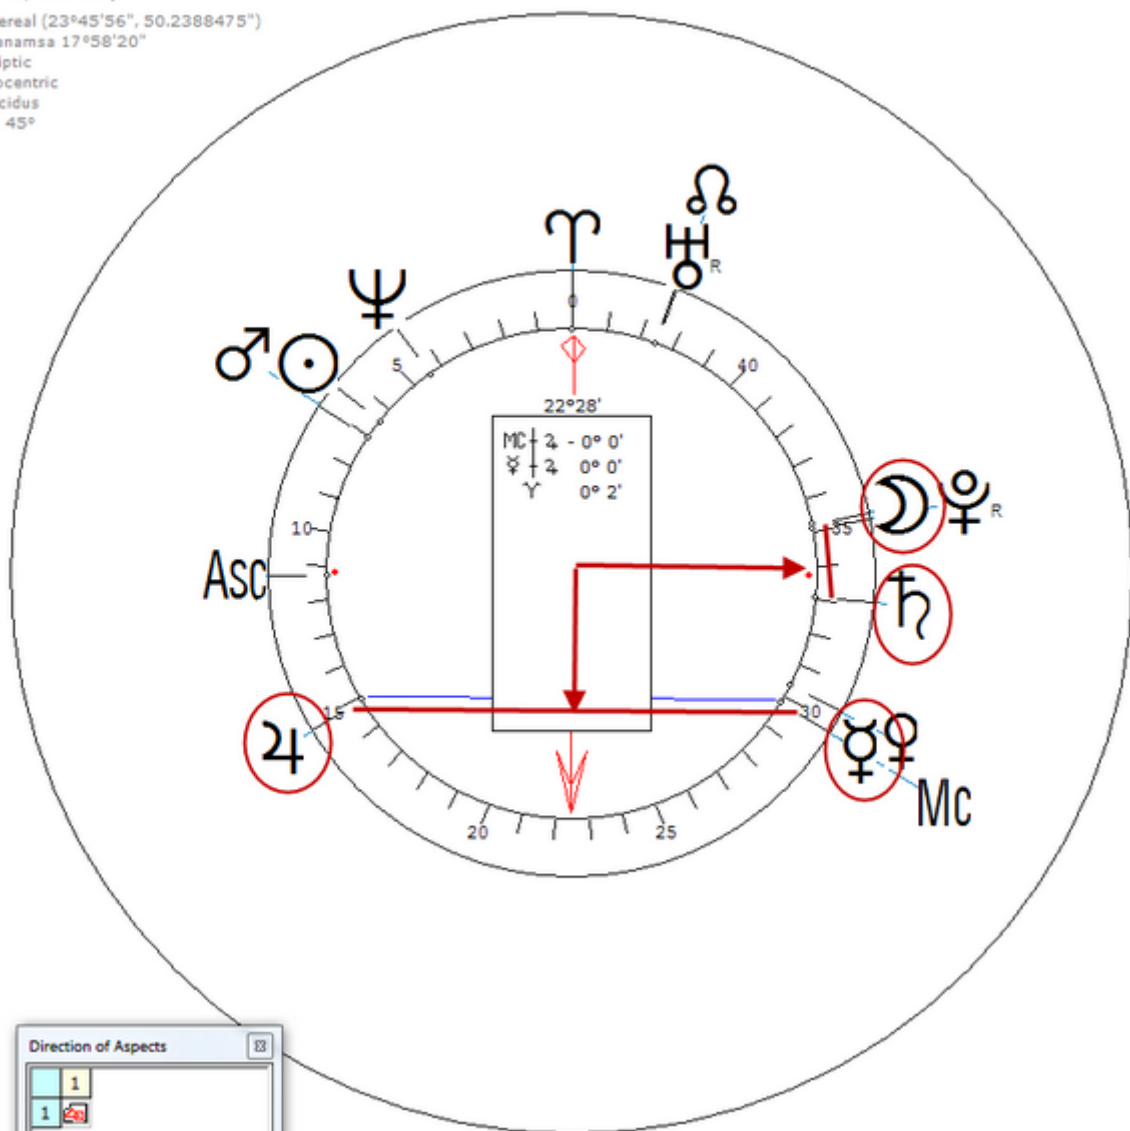 ereal (23°45'56", 50.2388475")
anamsa 17°58'20"
iptic
ocentric
cidus
45°
♈
☊
♅ R
♆
♂ ☉
0
5
40
22°28'
MC ♃ - 0° 0'
☿ ♃ 0° 0'
♈ 0° 2'
☽ ♇ R
10
35
Asc
♄
♃
15
30
☿ ♀
Mc
20
25
Direction of Aspects
1
1